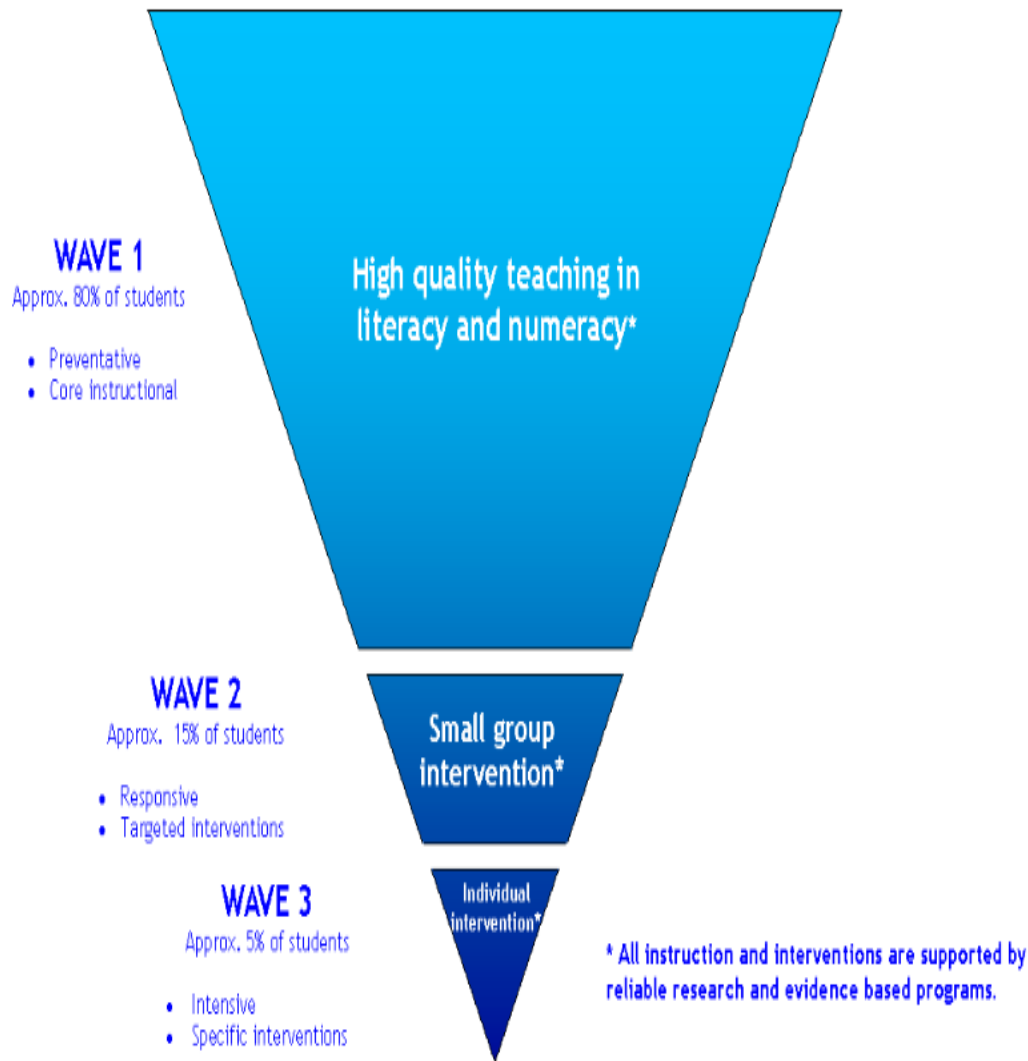 High quality teaching in
literacy and numeracy*
WAVE 1
Approx. 80% of students
• Preventative
• Core instructional
WAVE 2
Approx. 15% of students
• Responsive
• Targeted interventions
Small group
intervention*
WAVE 3
Approx. 5% of students
• Intensive
• Specific interventions
Individual
intervention*
* All instruction and interventions are supported by
reliable research and evidence based programs.